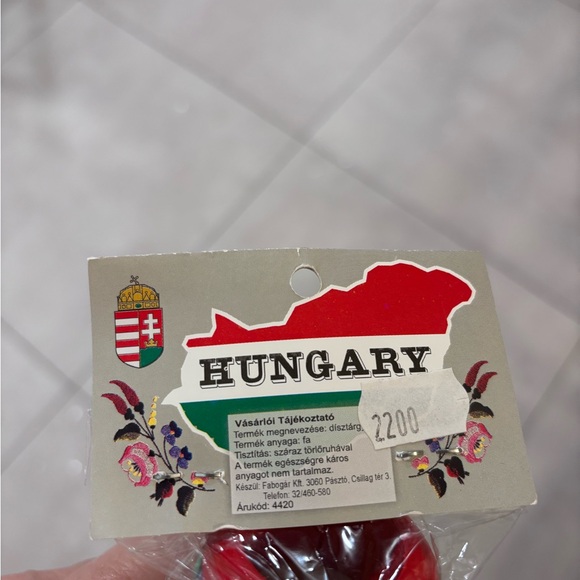 HUNGARY
2200
Vásárlói Tájékoztató
Termék megnevezése: dísztárg
Termék anyaga: fa
Tisztítás: száraz törlőruhával
A termék egészségre káros
anyagot nem tartalmaz.
Készül: Fabogár Kft. 3060 Pásztó, Csillag tér 3.
Telefon: 32/460-580
Árukód: 4420